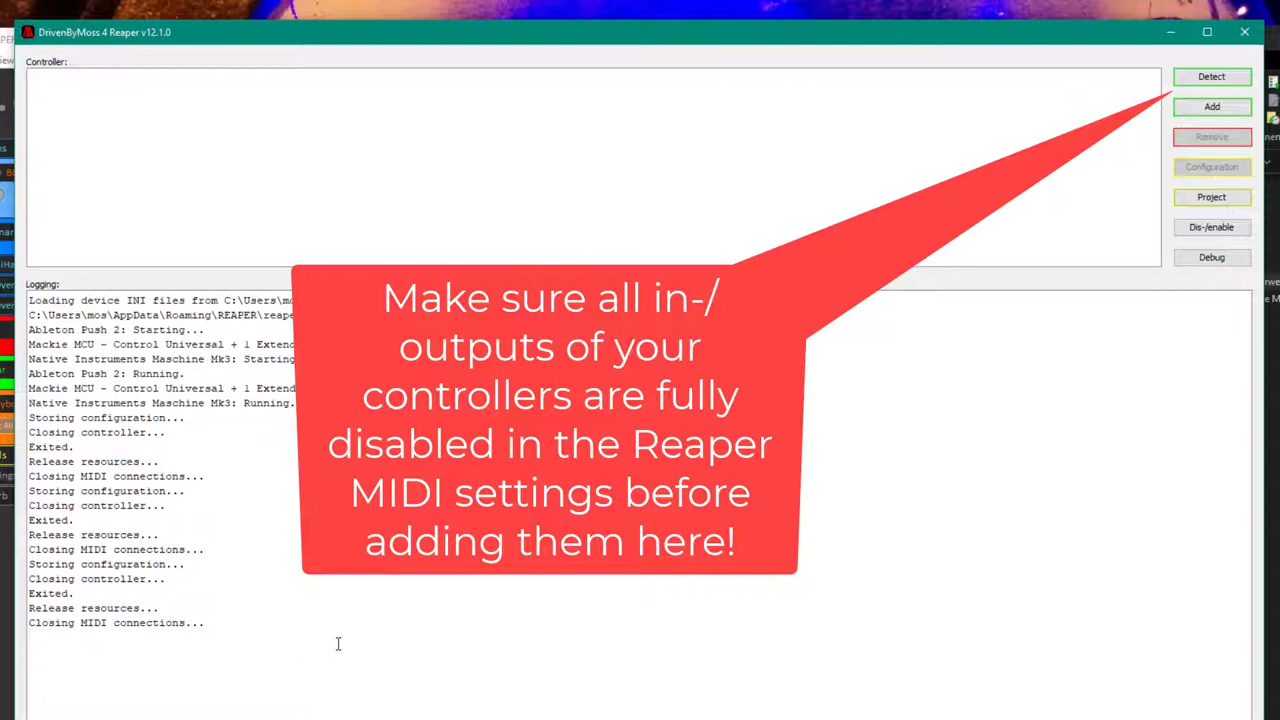 DrivenByMoss 4 Reaper v12.1.0
Controller:
Detect
Add
Remove
Configuration
Project
Dis-/enable
Debug
Make sure all in-/
outputs of your
controllers are fully
disabled in the Reaper
MIDI settings before
adding them here!
Logging:
Loading device INI files from C:\Users\mos
C:\Users\mos\AppData\Roaming\REAPER\reape
Ableton Push 2: Starting...
Mackie MCU - Control Universal + 1 Extend
Native Instruments Maschine Mk3: Starting
Ableton Push 2: Running.
Mackie MCU - Control Universal + 1 Extend
Native Instruments Maschine Mk3: Running.
Storing configuration...
Closing controller...
Exited.
Release resources...
Closing MIDI connections...
Storing configuration...
Closing controller...
Exited.
Release resources...
Closing MIDI connections...
Storing configuration...
Closing controller...
Exited.
Release resources...
Closing MIDI connections...